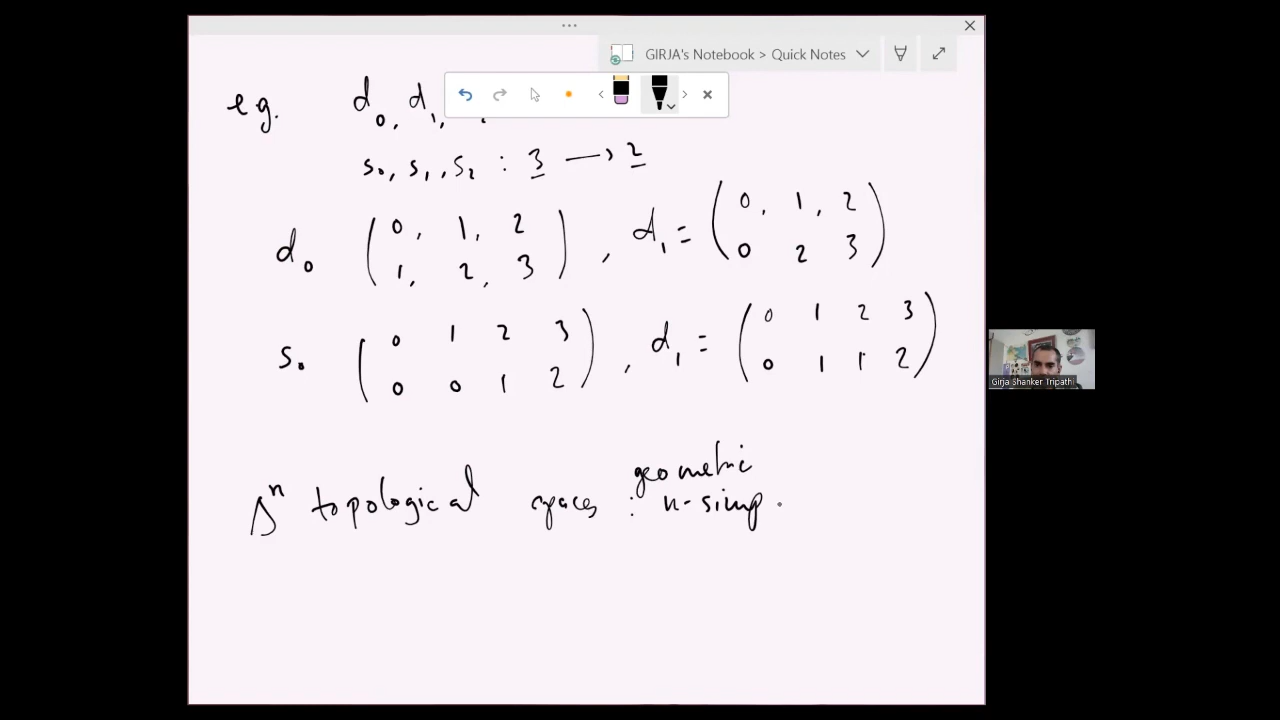 GIRJA's Notebook > Quick Notes
e.g. d₀, d₁,
s₀, s₁, s₂ : 3 → 2
d₀ ( 0, 1, 2 / 1, 2, 3 ) , d₁ = ( 0, 1, 2 / 0 2 3 )
s₀ ( 0 1 2 3 / 0 0 1 2 ) , d₁ = ( 0 1 2 3 / 0 1 1 2 )
Δⁿ topological spaces : geometric
n-simp.
Girja Shanker Tripathi